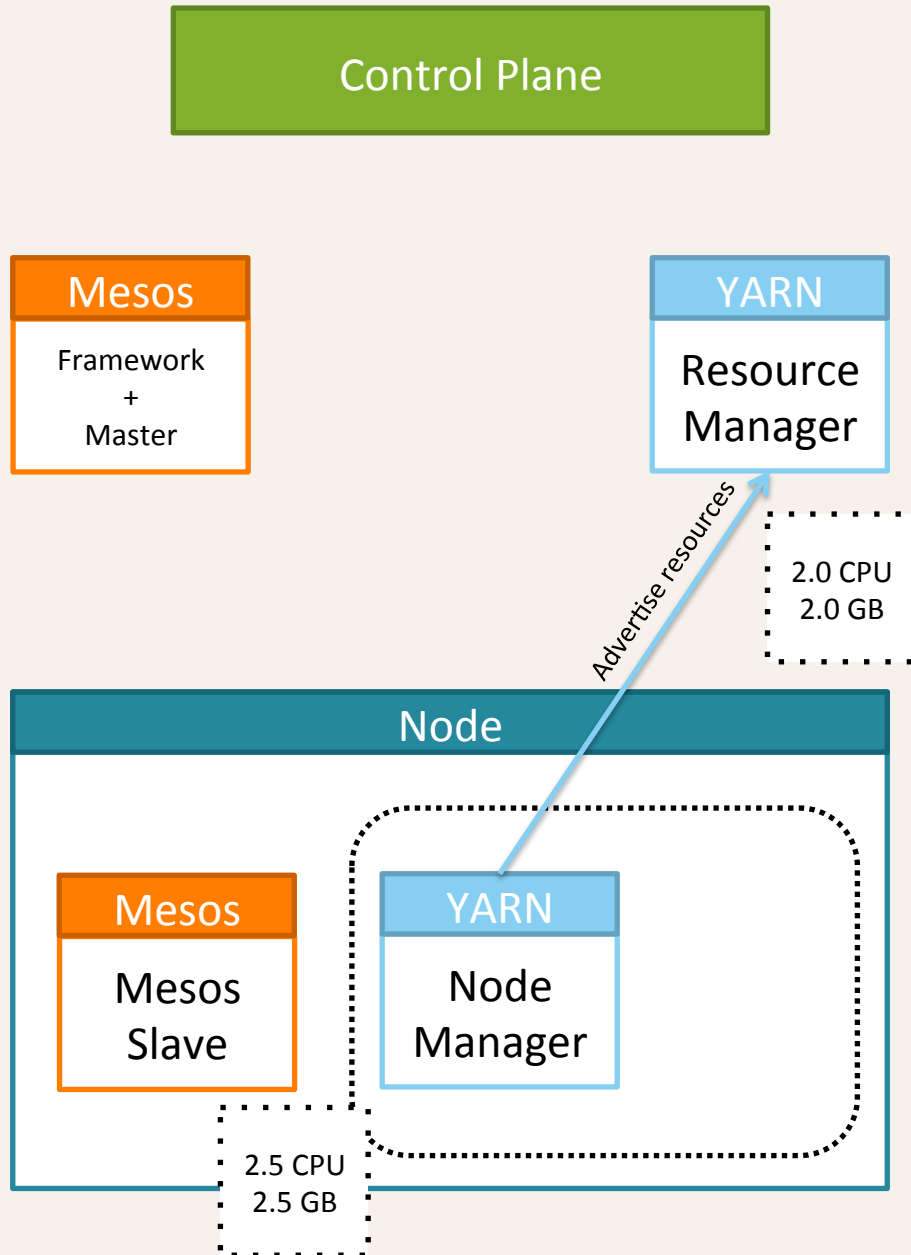 Control Plane
Mesos
Framework
+
Master
YARN
Resource
Manager
Advertise resources
2.0 CPU
2.0 GB
Node
Mesos
Mesos
Slave
YARN
Node
Manager
2.5 CPU
2.5 GB